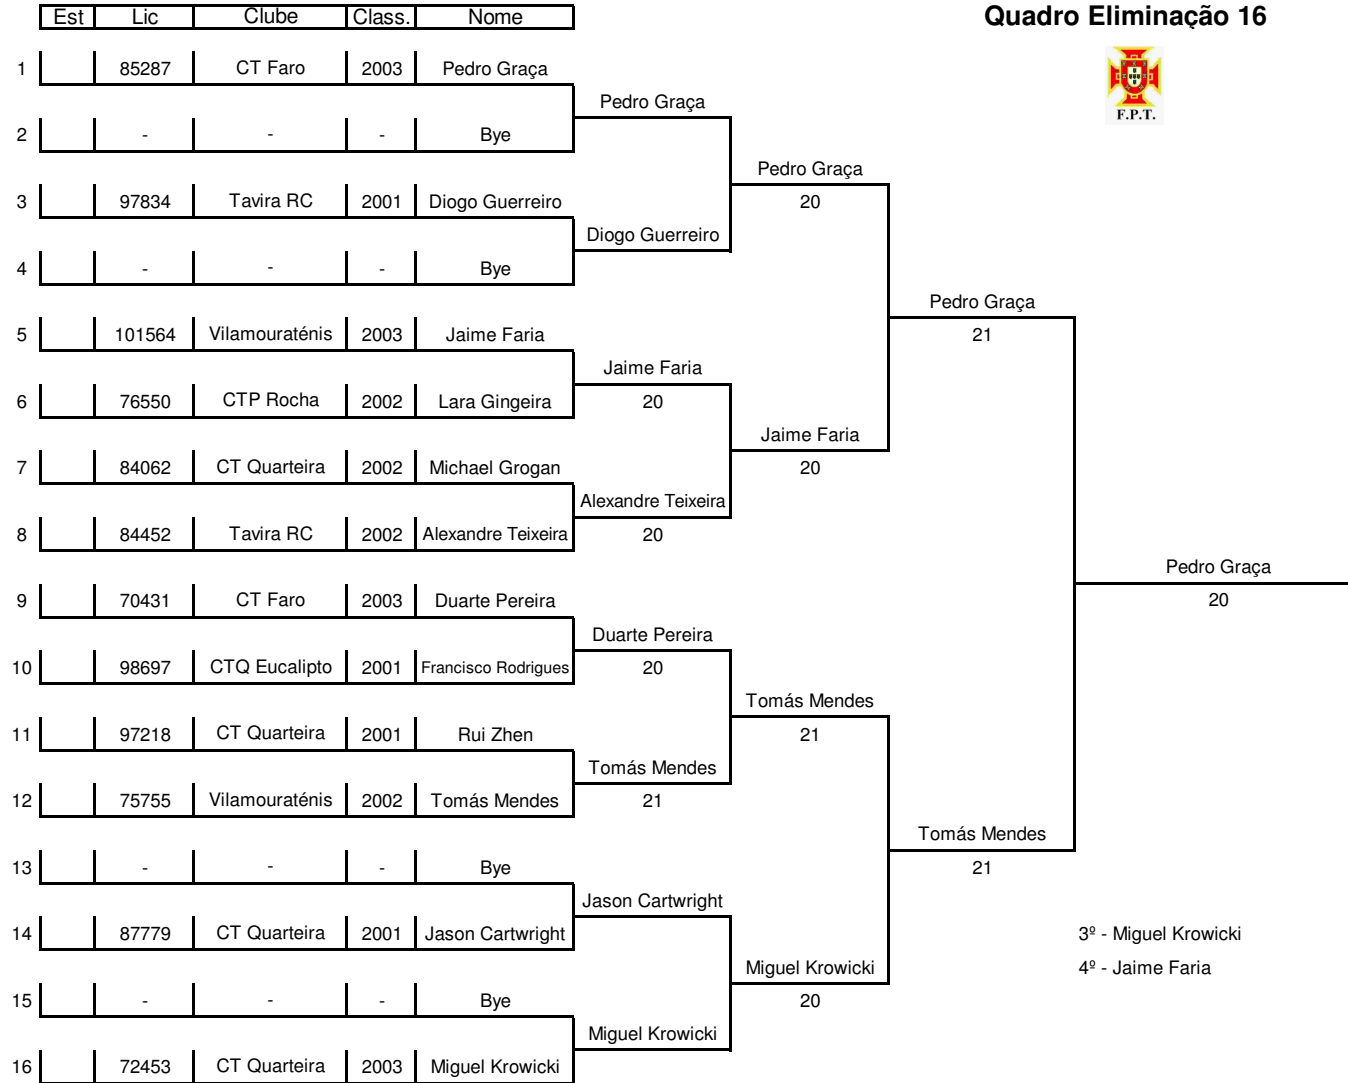 Est Lic Clube Class. Nome
Quadro Eliminação 16
F.P.T.
1 85287 CT Faro 2003 Pedro Graça
Pedro Graça
2 - - - Bye
Pedro Graça
3 97834 Tavira RC 2001 Diogo Guerreiro
20
Diogo Guerreiro
4 - - - Bye
Pedro Graça
5 101564 Vilamouraténis 2003 Jaime Faria
21
Jaime Faria
6 76550 CTP Rocha 2002 Lara Gingeira
20
Jaime Faria
7 84062 CT Quarteira 2002 Michael Grogan
20
Alexandre Teixeira
8 84452 Tavira RC 2002 Alexandre Teixeira
20
Pedro Graça
9 70431 CT Faro 2003 Duarte Pereira
20
Duarte Pereira
10 98697 CTQ Eucalipto 2001 Francisco Rodrigues
20
Tomás Mendes
11 97218 CT Quarteira 2001 Rui Zhen
21
Tomás Mendes
12 75755 Vilamouraténis 2002 Tomás Mendes
21
Tomás Mendes
13 - - - Bye
21
Jason Cartwright
14 87779 CT Quarteira 2001 Jason Cartwright
3º - Miguel Krowicki
Miguel Krowicki
4º - Jaime Faria
15 - - - Bye
20
Miguel Krowicki
16 72453 CT Quarteira 2003 Miguel Krowicki